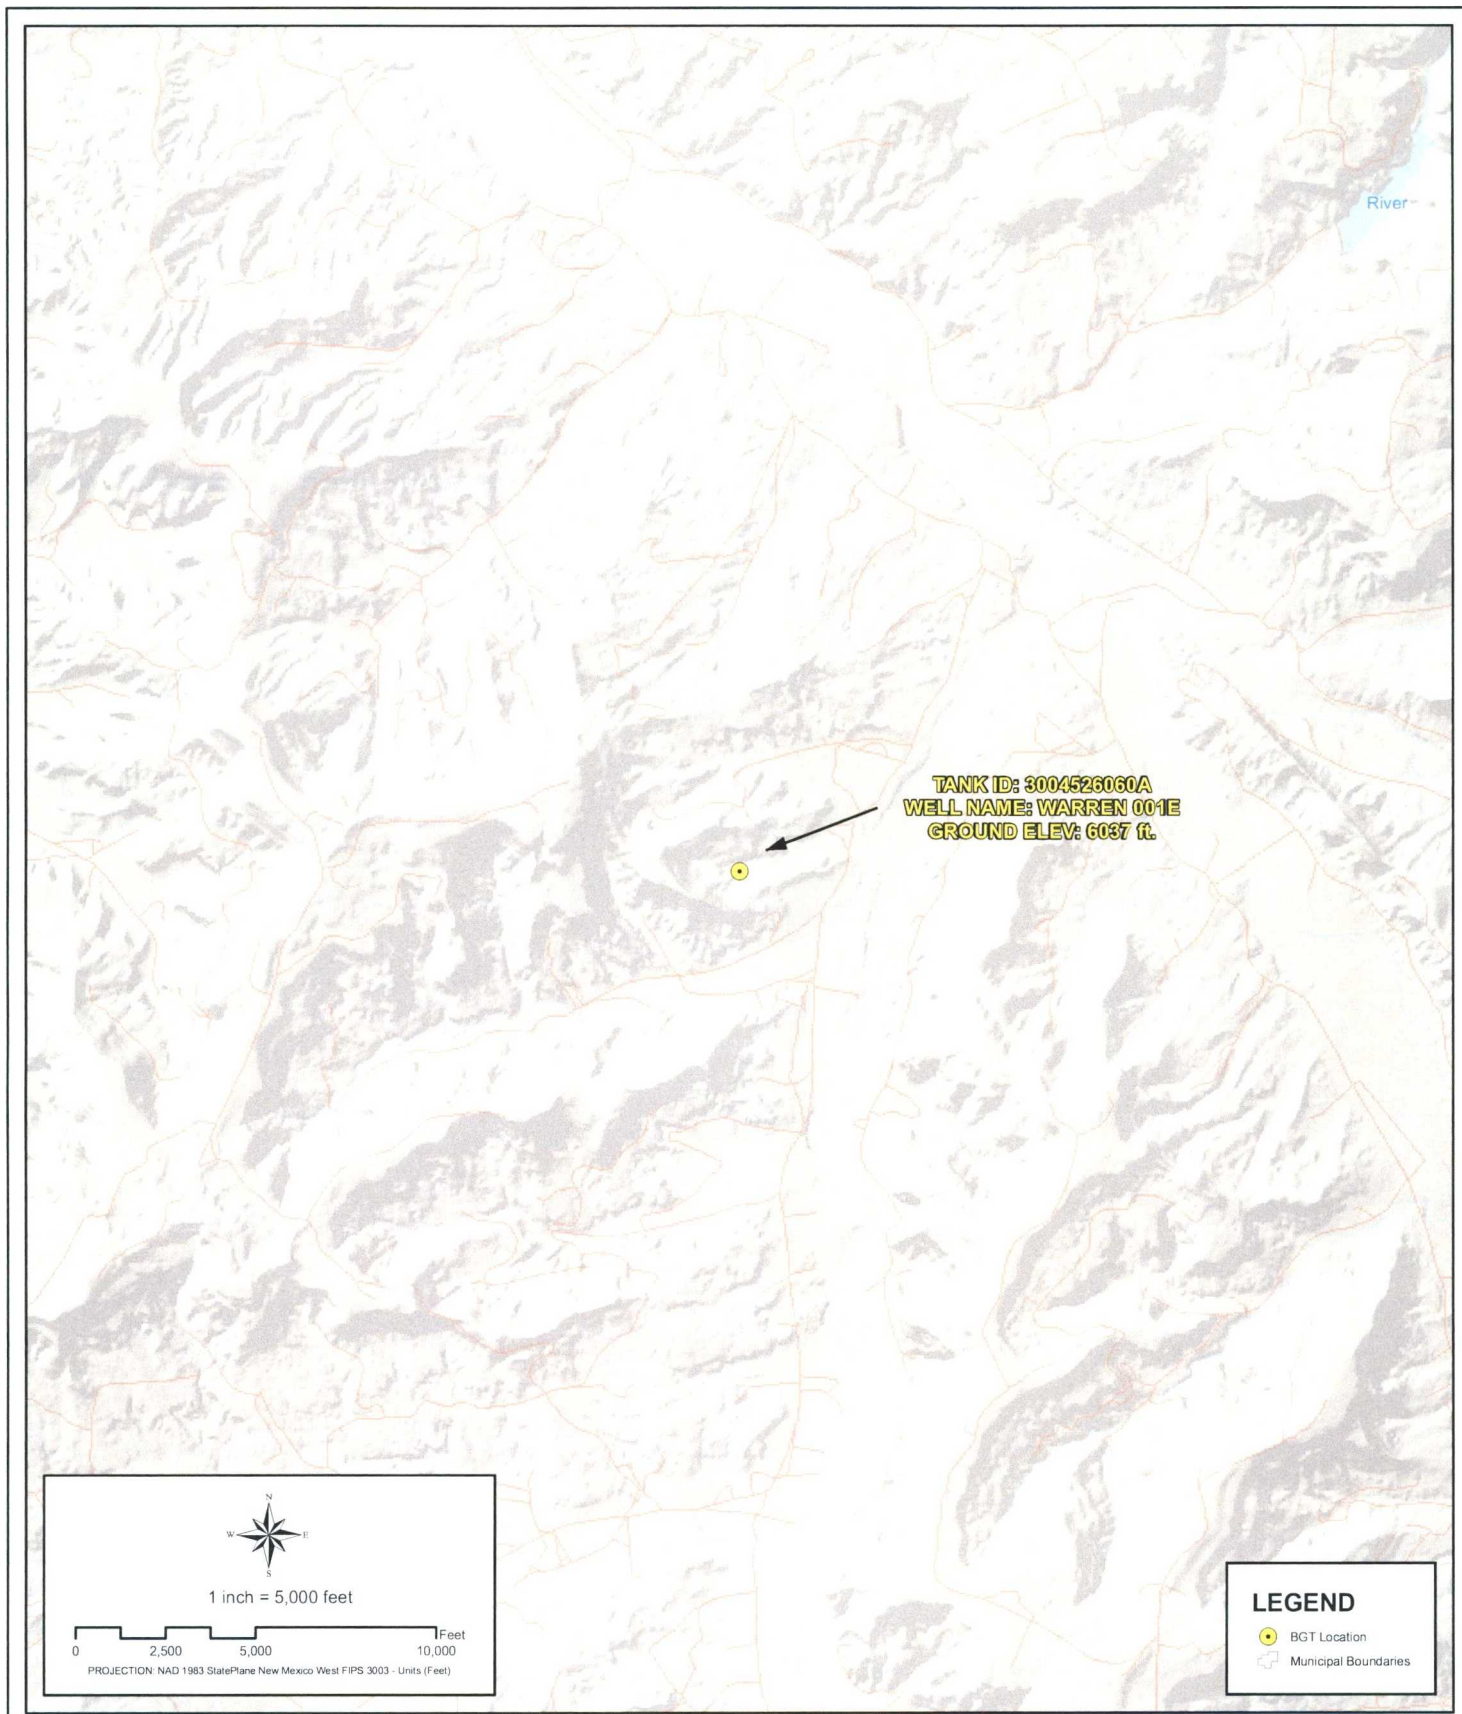 River
TANK ID: 3004526060A
WELL NAME: WARREN 001E
GROUND ELEV: 6037 ft.
N
W E
S
1 inch = 5,000 feet
Feet
0 2,500 5,000 10,000
PROJECTION: NAD 1983 StatePlane New Mexico West FIPS 3003 - Units (Feet)
LEGEND
BGT Location
Municipal Boundaries